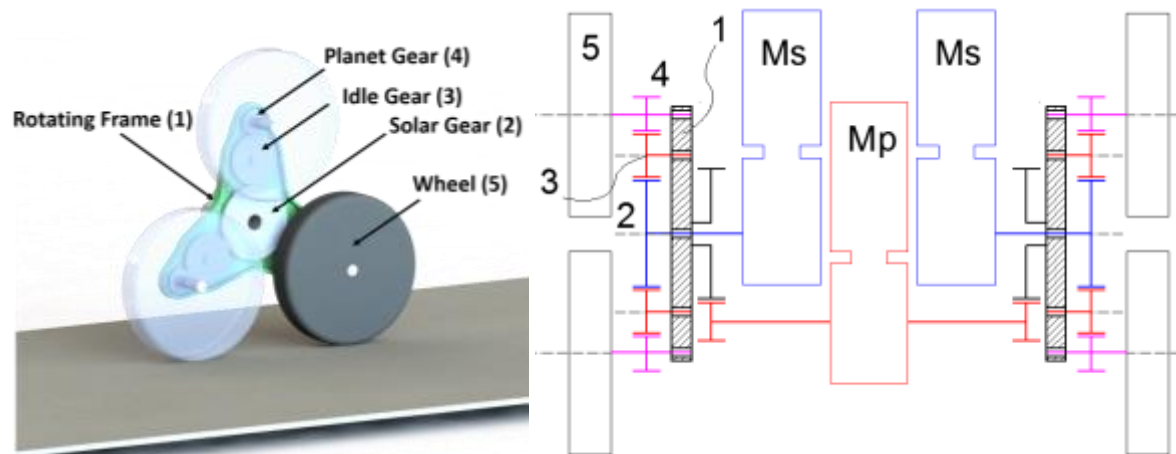 Planet Gear (4)
Idle Gear (3)
Rotating Frame (1)
Solar Gear (2)
Wheel (5)
5
4
1
Ms
Ms
Mp
3
2